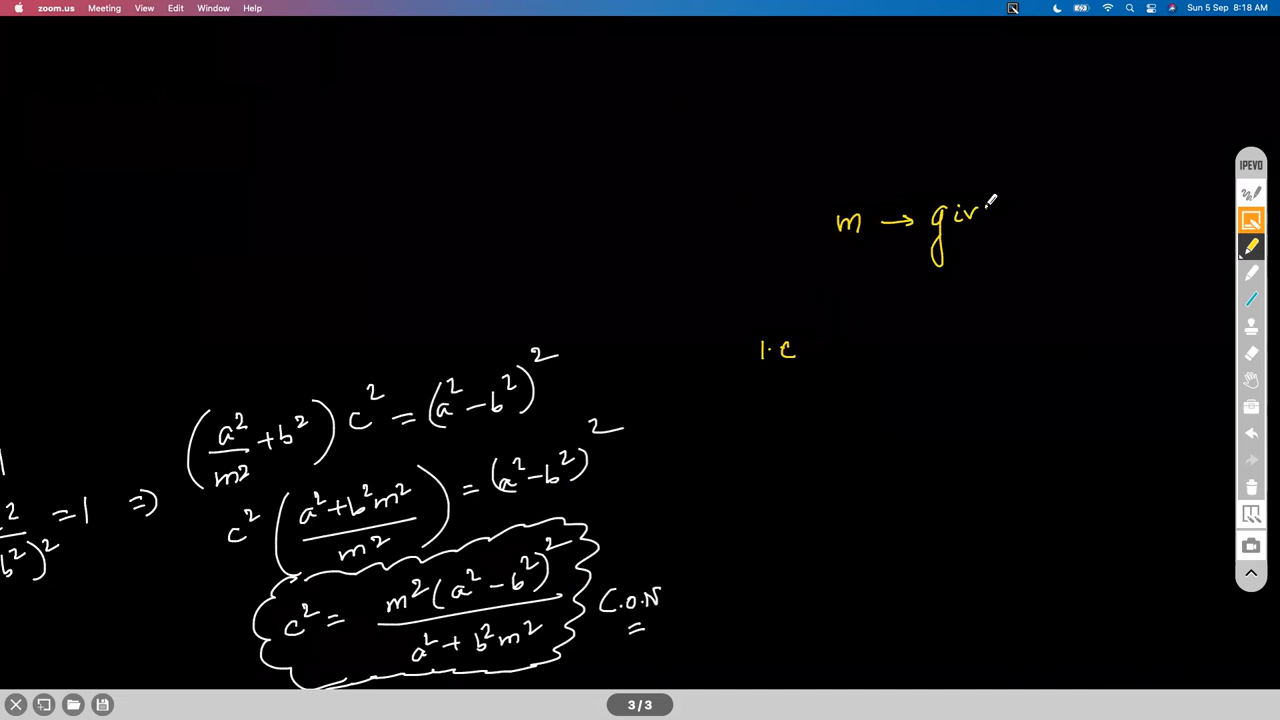 zoom.us Meeting View Edit Window Help Sun 5 Sep 8:18 AM
IPEVO
m → giv
1. c
(a²/m² + b²) c² = (a² - b²)²
= 1 ⇒ c² ((a² + b²m²)/m²) = (a² - b²)²
b²)²
c² = m²(a² - b²)²/(a² + b²m²) C.O.N
3/3